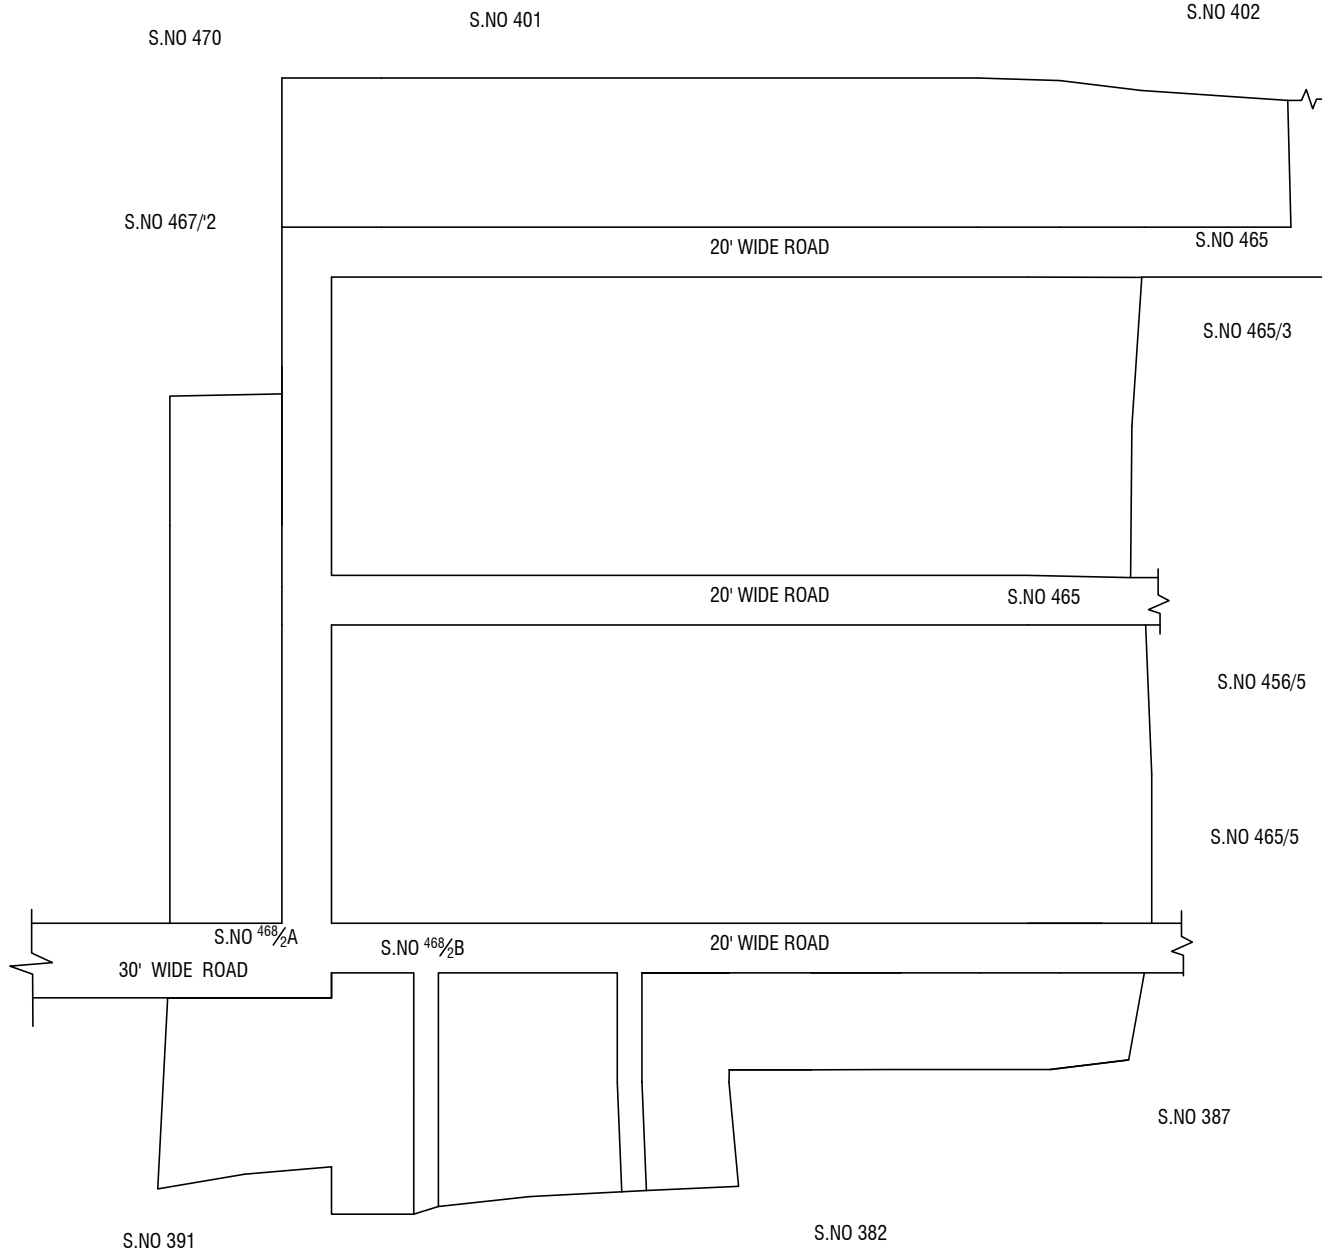 S.NO 402
S.NO 401
S.NO 470
S.NO 467/'2
S.NO 465
20' WIDE ROAD
S.NO 465/3
20' WIDE ROAD
S.NO 465
S.NO 456/5
S.NO 465/5
S.NO 468/2A
S.NO 468/2B
20' WIDE ROAD
30' WIDE ROAD
S.NO 387
S.NO 382
S.NO 391